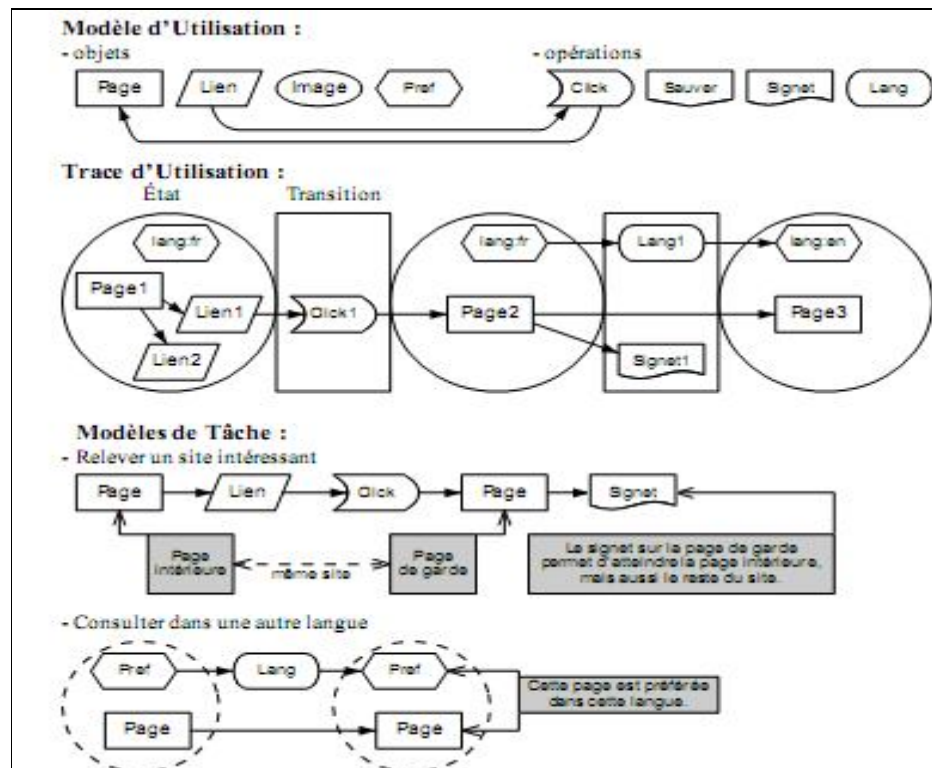 Modèle d'Utilisation :
- objets
- opérations
Page
Lien
Image
Pref
Click
Sauver
Signet
Lang
Trace d'Utilisation :
État
Transition
lang:fr
Page1
Lien1
Lien2
Click1
lang:fr
Page2
Lang1
Signet1
lang:en
Page3
Modèles de Tâche :
- Relever un site intéressant
Page
Lien
Click
Page
Signet
Page
intérieure
même site
Page
de garde
Le signet sur la page de garde
permet d'atteindre la page intérieure,
mais aussi le reste du site.
- Consulter dans une autre langue
Pref
Lang
Pref
Page
Page
Cette page est préférée
dans cette langue.